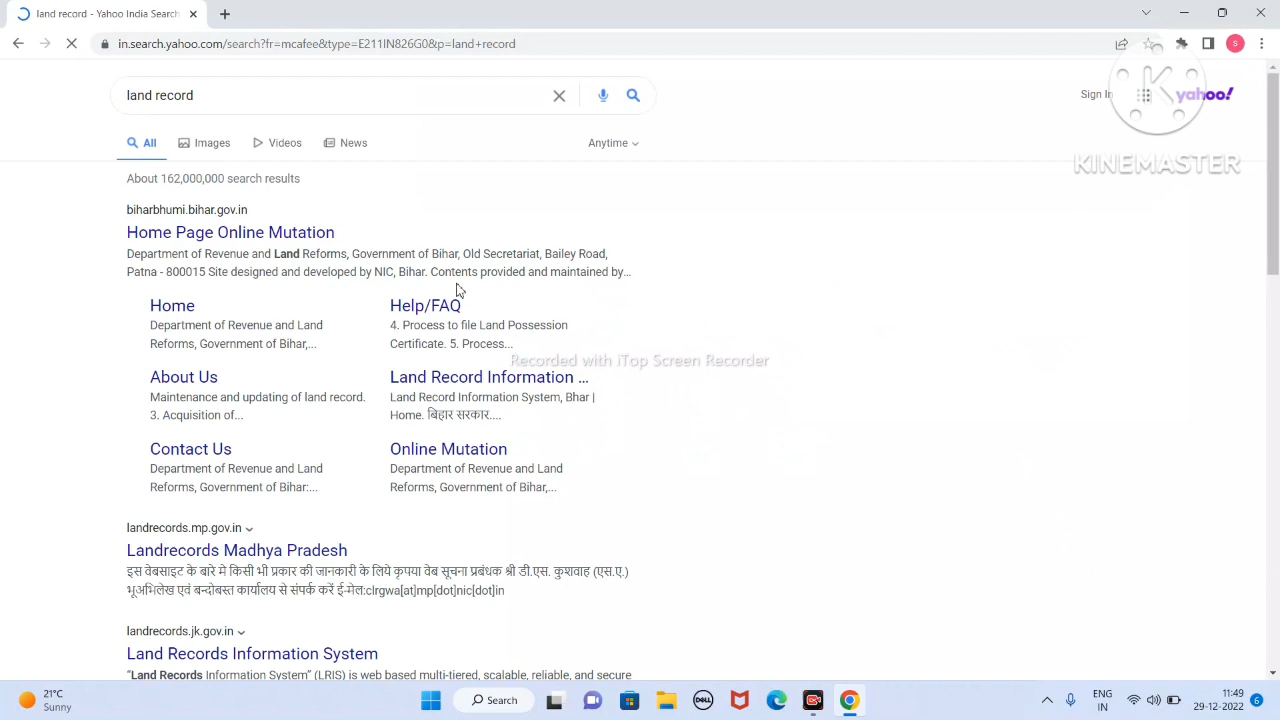 land record - Yahoo India Search
in.search.yahoo.com/search?fr=mcafee&type=E211IN826G0&p=land+record
S
land record
Sign In
yahoo!
KINEMASTER
All
Images
Videos
News
Anytime
About 162,000,000 search results
biharbhumi.bihar.gov.in
Home Page Online Mutation
Department of Revenue and Land Reforms, Government of Bihar, Old Secretariat, Bailey Road,
Patna - 800015 Site designed and developed by NIC, Bihar. Contents provided and maintained by...
Home
Department of Revenue and Land
Reforms, Government of Bihar,...
Help/FAQ
4. Process to file Land Possession
Certificate. 5. Process...
Recorded with iTop Screen Recorder
About Us
Maintenance and updating of land record.
3. Acquisition of...
Land Record Information ...
Land Record Information System, Bhar |
Home. बिहार सरकार....
Contact Us
Department of Revenue and Land
Reforms, Government of Bihar:...
Online Mutation
Department of Revenue and Land
Reforms, Government of Bihar,...
landrecords.mp.gov.in
Landrecords Madhya Pradesh
इस वेबसाइट के बारे मे किसी भी प्रकार की जानकारी के लिये कृपया वेब सूचना प्रबंधक श्री डी.एस. कुशवाह (एस.ए.)
भूअभिलेख एवं बन्दोबस्त कार्यालय से संपर्क करें ई-मेल:clrgwa[at]mp[dot]nic[dot]in
landrecords.jk.gov.in
Land Records Information System
“Land Records Information System” (LRIS) is web based multi-tiered, scalable, reliable, and secure
21°C
Sunny
Search
DELL
ENG
IN
11:49
29-12-2022
6